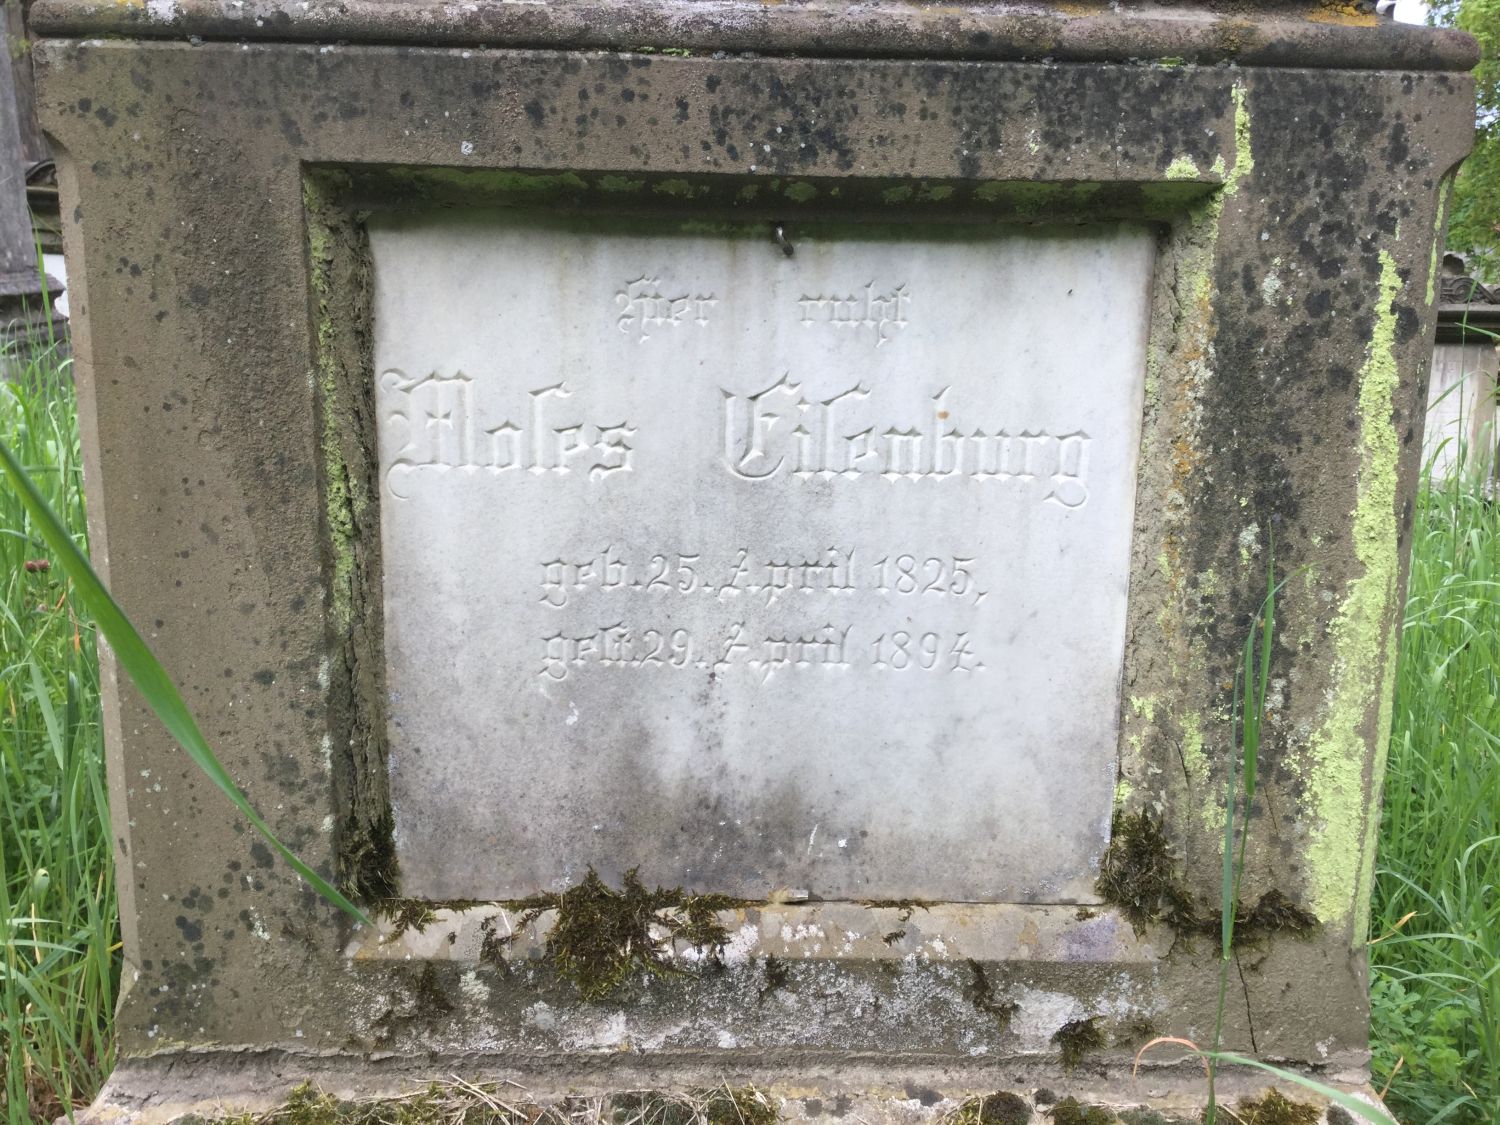 Hier ruht
Moses Eisenburg
geb. 25. April 1825,
gest. 29. April 1894.